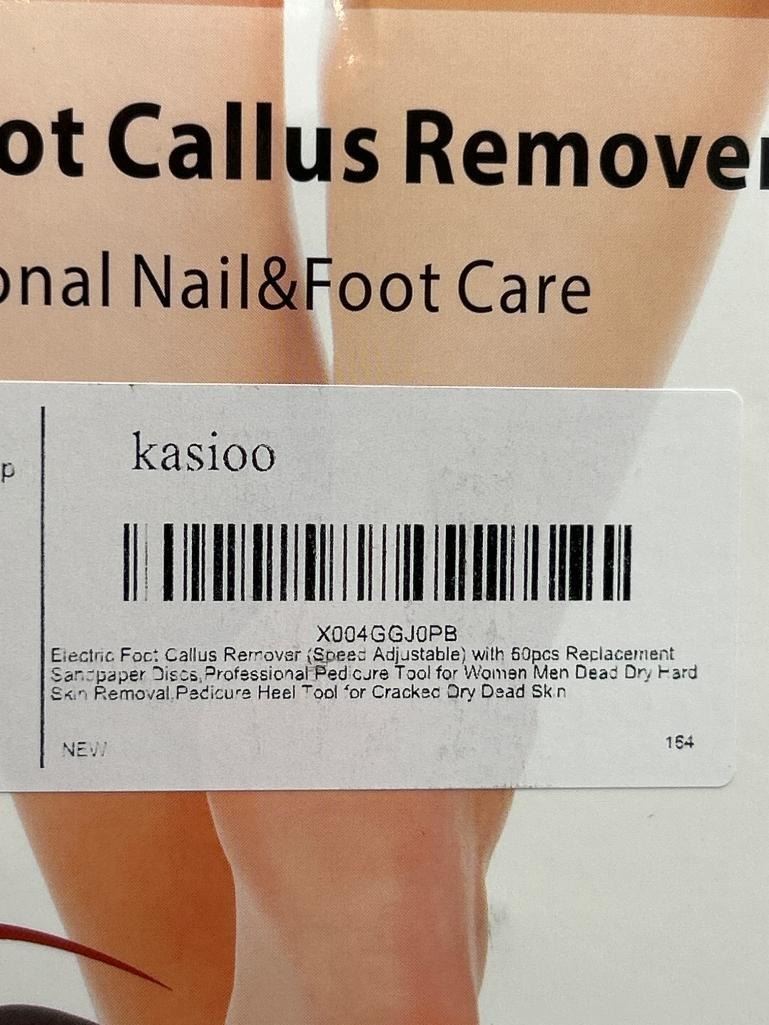 ot Callus Remover
onal Nail&Foot Care
p
kasioo
X004GGJ0PB
Electric Foot Callus Remover (Speed Adjustable) with 60pcs Replacement
Sandpaper Discs,Professional Pedicure Tool for Women Men Dead Dry Hard
Skin Removal,Pedicure Heel Tool for Cracked Dry Dead Skin
NEW
164